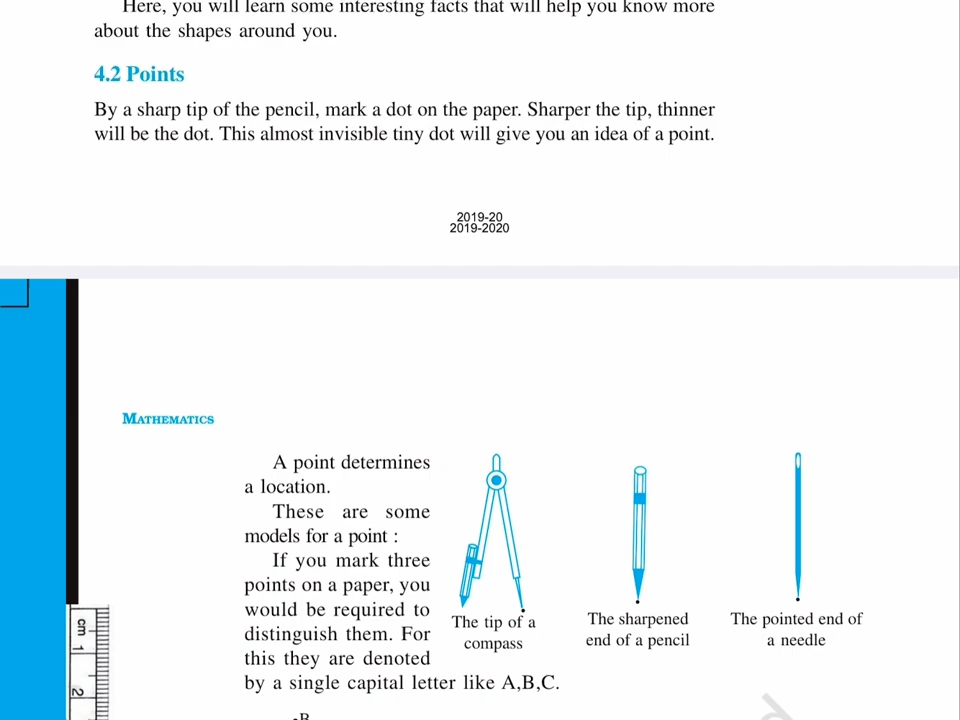 Here, you will learn some interesting facts that will help you know more
about the shapes around you.
4.2 Points
By a sharp tip of the pencil, mark a dot on the paper. Sharper the tip, thinner
will be the dot. This almost invisible tiny dot will give you an idea of a point.
2019-20
2019-2020
MATHEMATICS
A point determines
a location.
These are some
models for a point :
If you mark three
points on a paper, you
would be required to
distinguish them. For
this they are denoted
by a single capital letter like A,B,C.
The tip of a
compass
The sharpened
end of a pencil
The pointed end of
a needle
cm
1
2
B